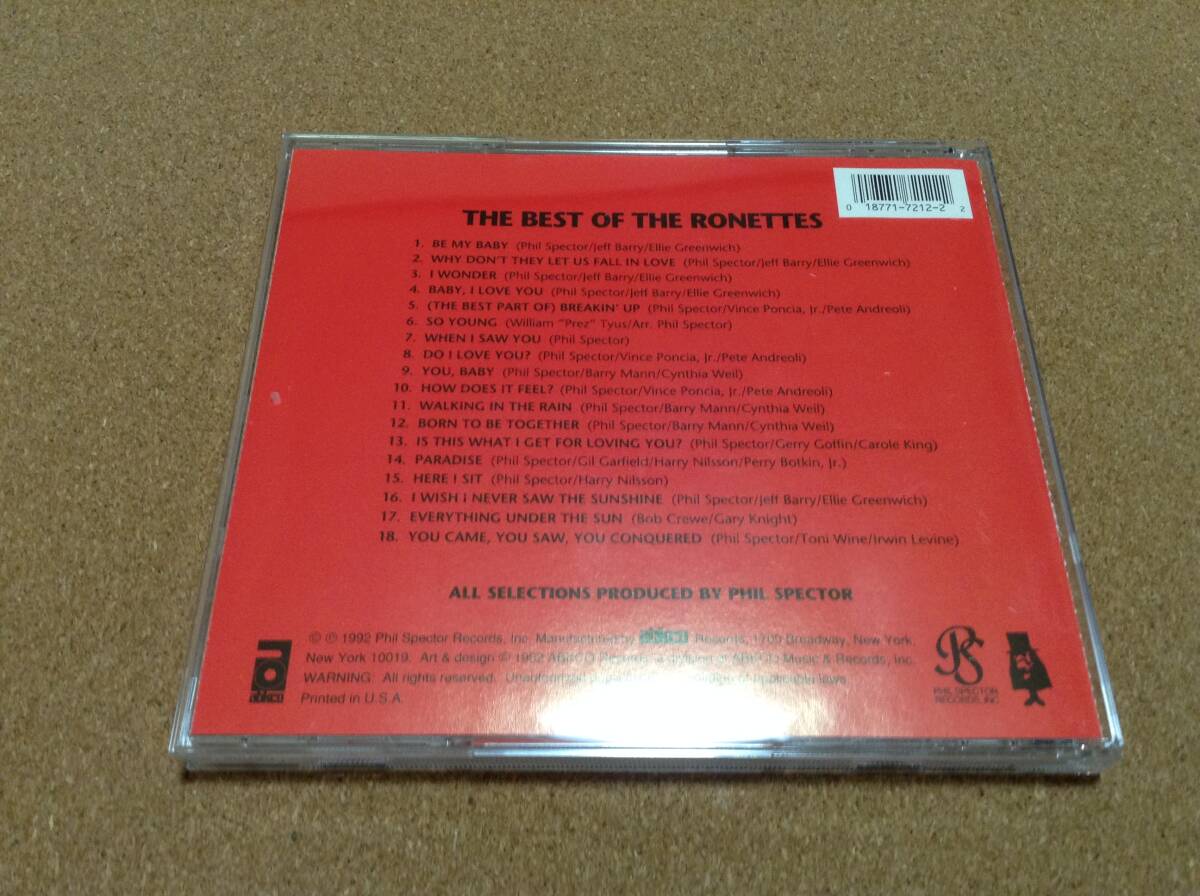 0 18771-7212-2 2
THE BEST OF THE RONETTES
1. BE MY BABY (Phil Spector/Jeff Barry/Ellie Greenwich)
2. WHY DON'T THEY LET US FALL IN LOVE (Phil Spector/Jeff Barry/Ellie Greenwich)
3. I WONDER (Phil Spector/Jeff Barry/Ellie Greenwich)
4. BABY, I LOVE YOU (Phil Spector/Jeff Barry/Ellie Greenwich)
5. (THE BEST PART OF) BREAKIN' UP (Phil Spector/Vince Poncia, Jr./Pete Andreoli)
6. SO YOUNG (William "Prez" Tyus/Arr. Phil Spector)
7. WHEN I SAW YOU (Phil Spector)
8. DO I LOVE YOU? (Phil Spector/Vince Poncia, Jr./Pete Andreoli)
9. YOU, BABY (Phil Spector/Barry Mann/Cynthia Weil)
10. HOW DOES IT FEEL? (Phil Spector/Vince Poncia, Jr./Pete Andreoli)
11. WALKING IN THE RAIN (Phil Spector/Barry Mann/Cynthia Weil)
12. BORN TO BE TOGETHER (Phil Spector/Barry Mann/Cynthia Weil)
13. IS THIS WHAT I GET FOR LOVING YOU? (Phil Spector/Gerry Goffin/Carole King)
14. PARADISE (Phil Spector/Gil Garfield/Harry Nilsson/Perry Botkin, Jr.)
15. HERE I SIT (Phil Spector/Harry Nilsson)
16. I WISH I NEVER SAW THE SUNSHINE (Phil Spector/Jeff Barry/Ellie Greenwich)
17. EVERYTHING UNDER THE SUN (Bob Crewe/Gary Knight)
18. YOU CAME, YOU SAW, YOU CONQUERED (Phil Spector/Toni Wine/Irwin Levine)
ALL SELECTIONS PRODUCED BY PHIL SPECTOR
© ℗ 1992 Phil Spector Records, Inc. Manufactured by abkco Records, 1700 Broadway, New York,
New York 10019. Art & design © 1992 ABKCO Records, a division of ABKCO Music & Records, Inc.
WARNING: All rights reserved. Unauthorized of applicable laws.
Printed in U.S.A.
abkco
PS
PHIL SPECTOR
RECORDS, INC